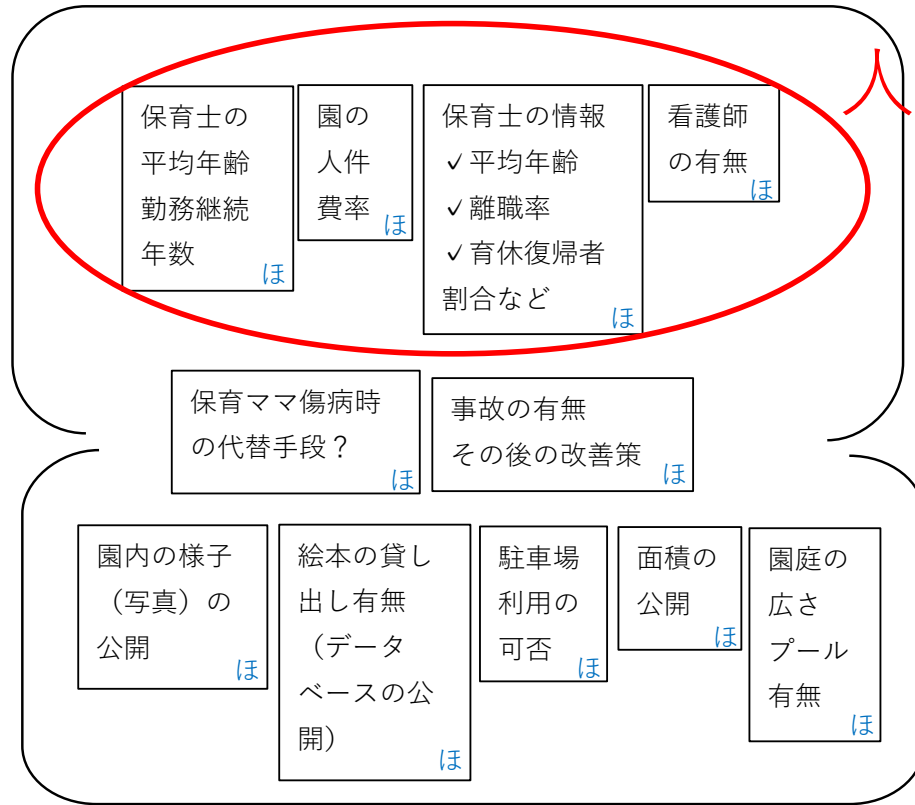 人
保育士の
平均年齢
勤務継続
年数
ほ
園の
人件
費率
ほ
保育士の情報
✓平均年齢
✓離職率
✓育休復帰者
割合など
ほ
看護師
の有無
ほ
保育ママ傷病時
の代替手段？
ほ
事故の有無
その後の改善策
ほ
園内の様子
（写真）の
公開
ほ
絵本の貸し
出し有無
（データ
ベースの公
開）
ほ
駐車場
利用の
可否
ほ
面積の
公開
ほ
園庭の
広さ
プール
有無
ほ